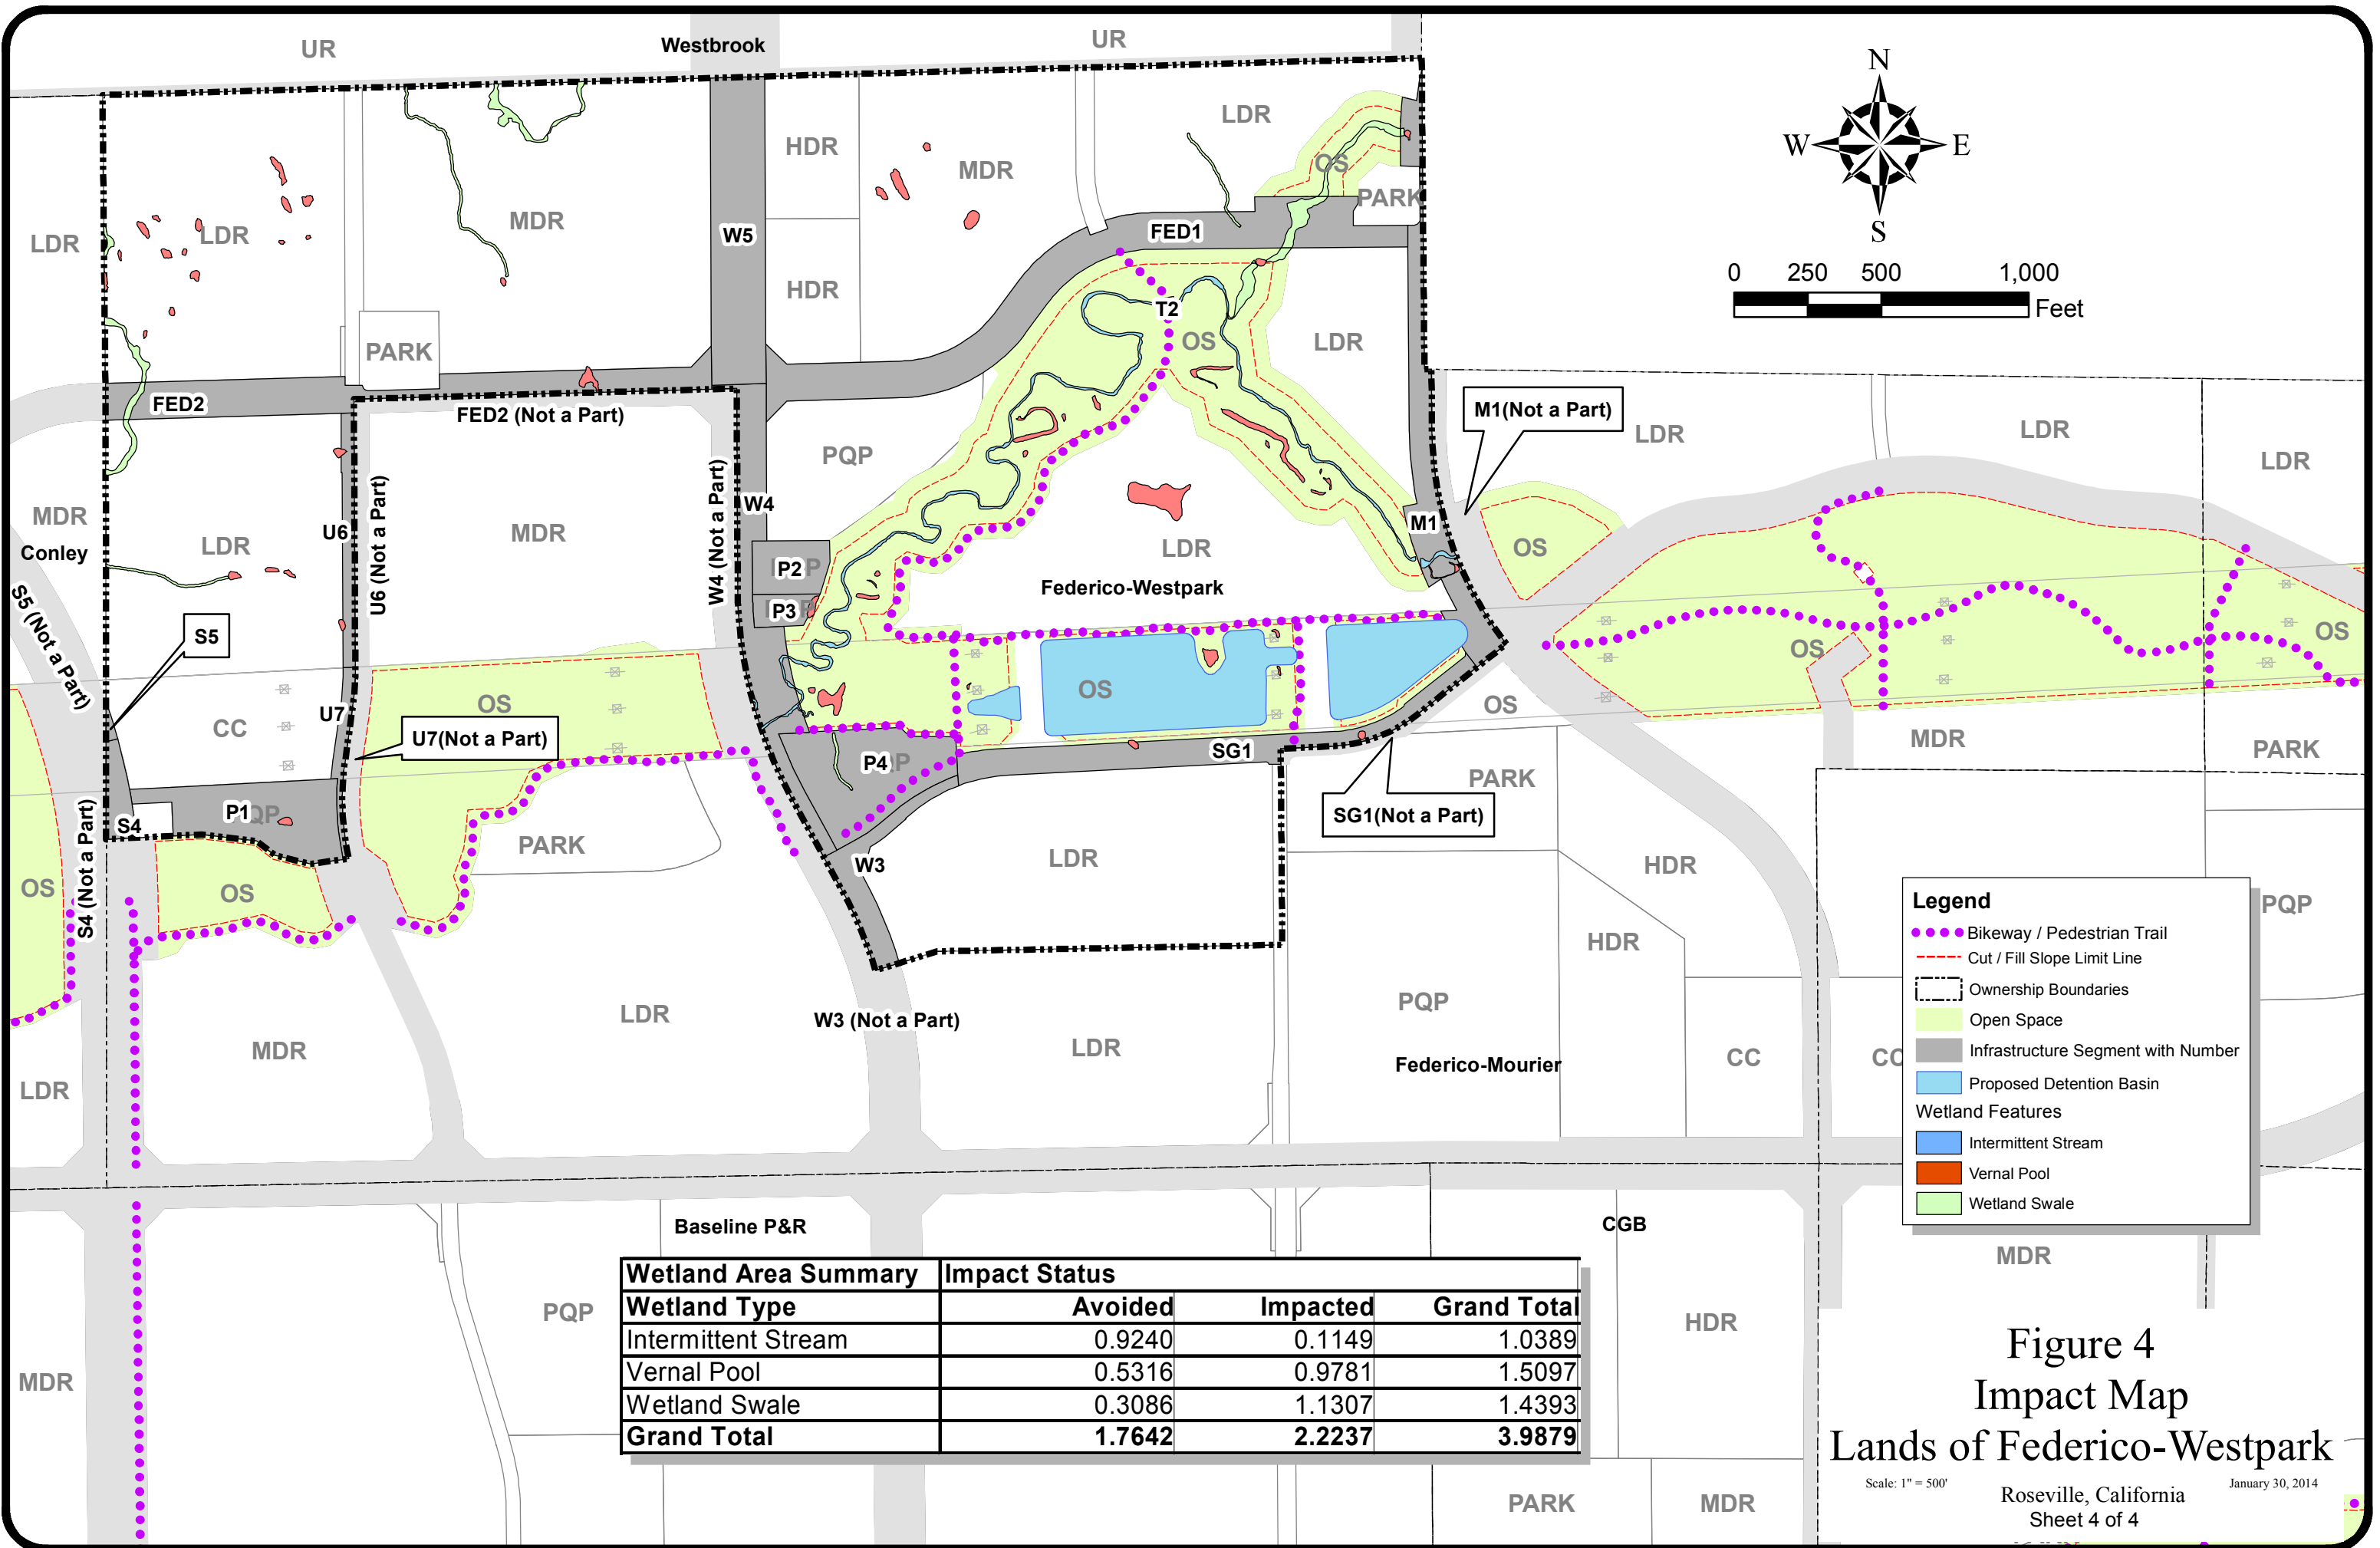 UR
Westbrook
UR
N
W E
S
0 250 500 1,000
Feet
LDR
HDR
MDR
OS
PARK
LDR
LDR
MDR
W5
FED1
HDR
T2
OS
LDR
PARK
FED2
FED2 (Not a Part)
M1(Not a Part)
LDR
LDR
LDR
PQP
MDR
Conley
LDR
U6
U6 (Not a Part)
MDR
W4 (Not a Part)
W4
M1
OS
LDR
P2
P3
Federico-Westpark
S5 (Not a Part)
S5
OS
OS
OS
OS
OS
CC
U7
U7(Not a Part)
P4
SG1
MDR
PARK
PARK
SG1(Not a Part)
S4
P1
S4 (Not a Part)
PARK
W3
LDR
HDR
OS
OS
PQP
HDR
LDR
W3 (Not a Part)
PQP
MDR
LDR
CC
Federico-Mourier
LDR
Legend
Bikeway / Pedestrian Trail
Cut / Fill Slope Limit Line
Ownership Boundaries
Open Space
Infrastructure Segment with Number
Proposed Detention Basin
Wetland Features
Intermittent Stream
Vernal Pool
Wetland Swale
Baseline P&R
CGB
MDR
PQP
HDR
MDR
PARK
MDR
Wetland Area Summary Impact Status
Wetland Type Avoided Impacted Grand Total
Intermittent Stream 0.9240 0.1149 1.0389
Vernal Pool 0.5316 0.9781 1.5097
Wetland Swale 0.3086 1.1307 1.4393
Grand Total 1.7642 2.2237 3.9879
Figure 4
Impact Map
Lands of Federico-Westpark
Scale: 1" = 500'
January 30, 2014
Roseville, California
Sheet 4 of 4